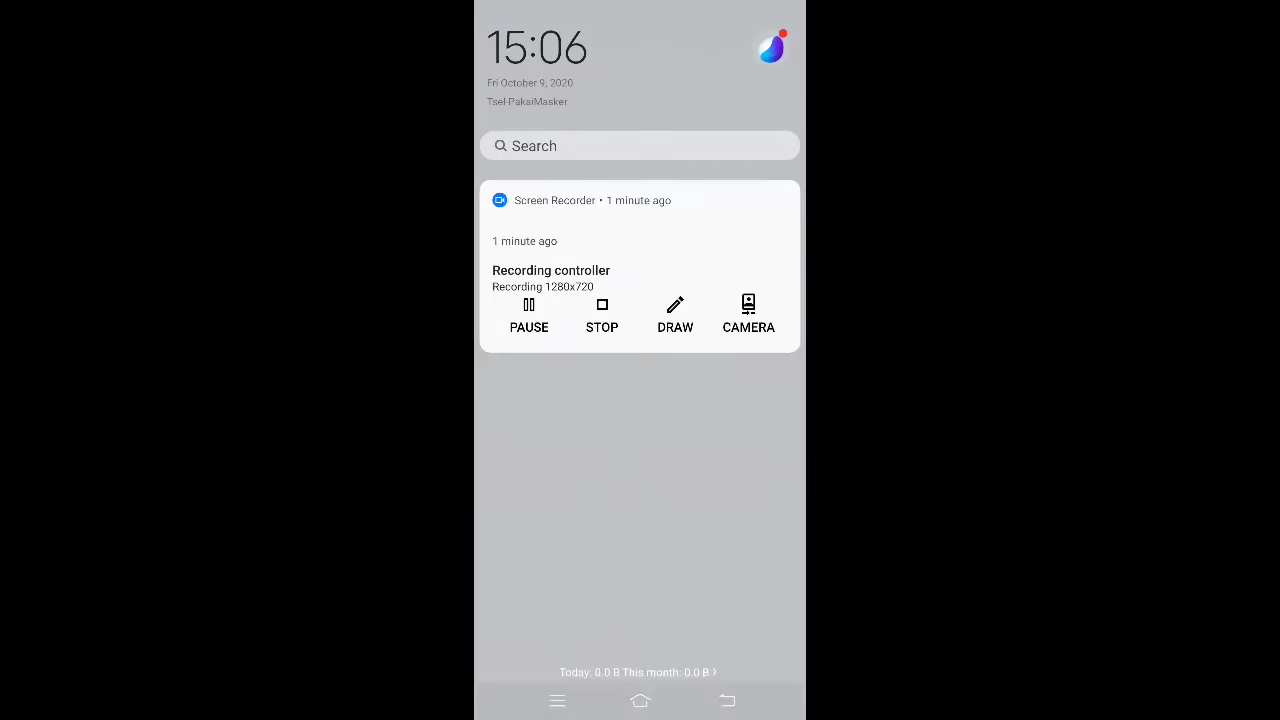 15:06
Fri October 9, 2020
Tsel-PakaiMasker
Search
Screen Recorder • 1 minute ago
1 minute ago
Recording controller
Recording 1280x720
PAUSE STOP DRAW CAMERA
Today: 0.0 B This month: 0.0 B ›